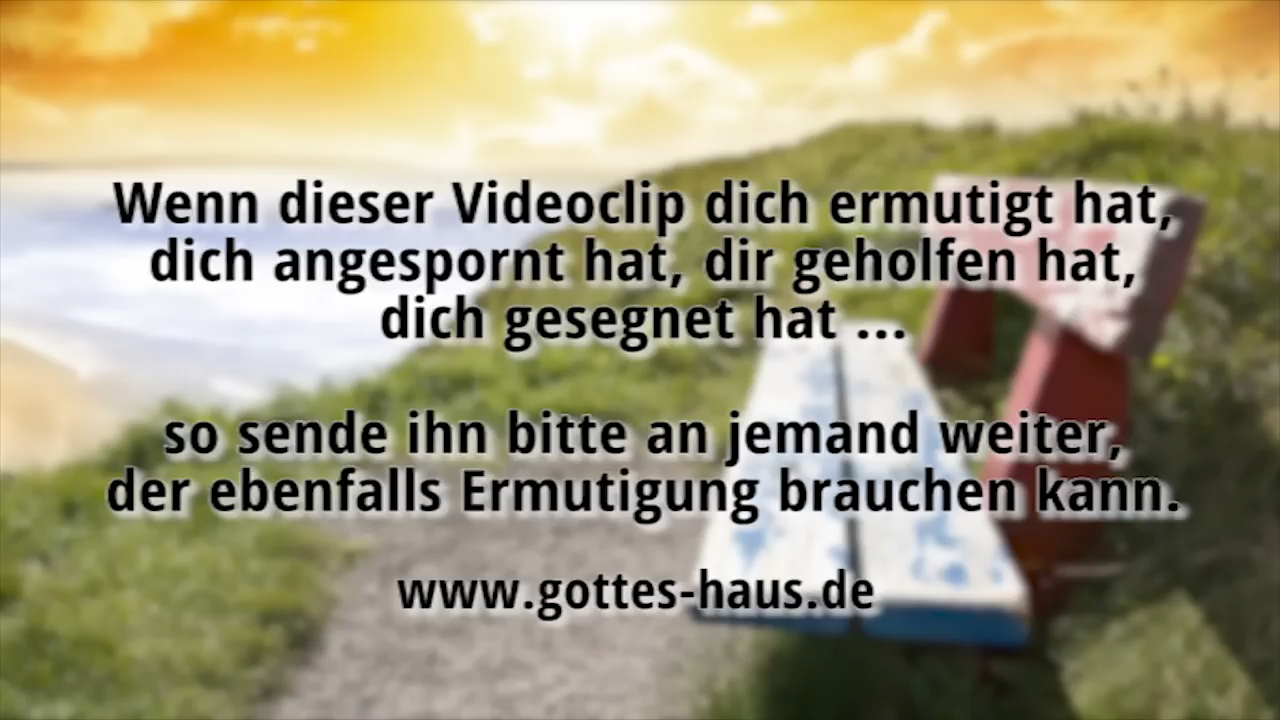 Wenn dieser Videoclip dich ermutigt hat,
dich angespornt hat, dir geholfen hat,
dich gesegnet hat ...
so sende ihn bitte an jemand weiter,
der ebenfalls Ermutigung brauchen kann.
www.gottes-haus.de